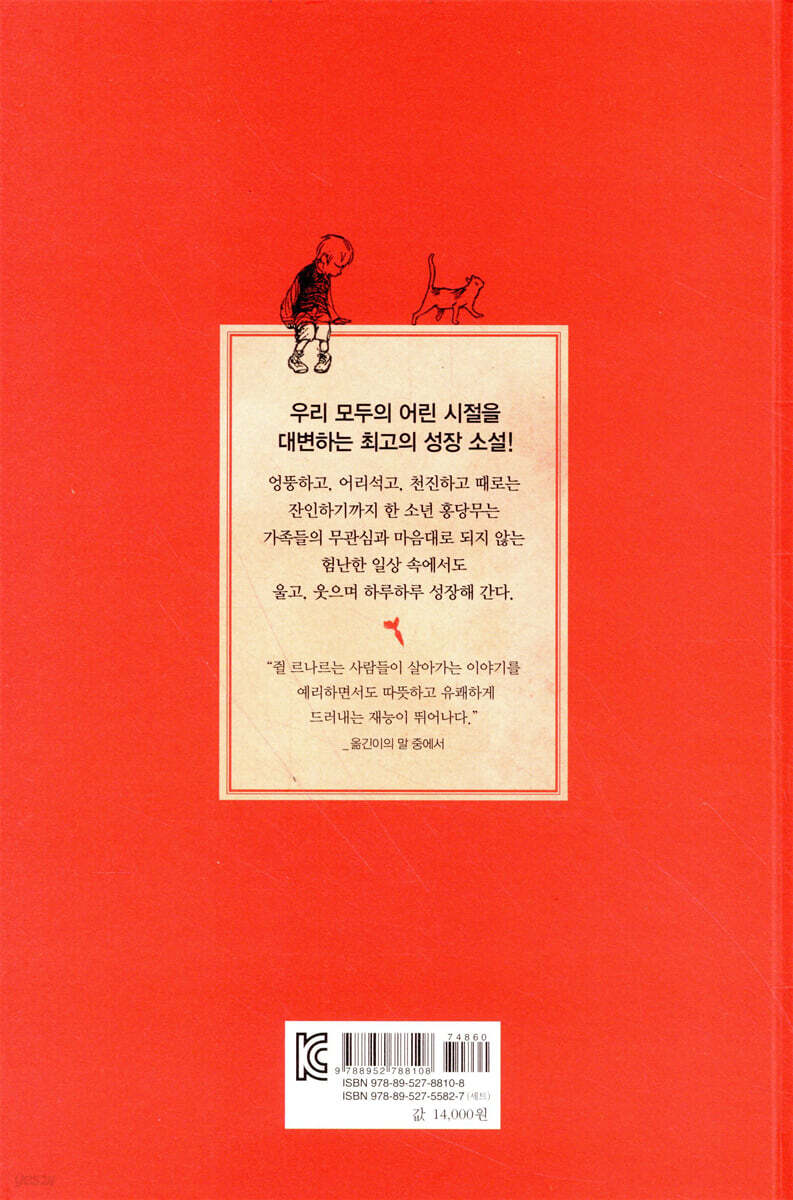 우리 모두의 어린 시절을
대변하는 최고의 성장 소설!
엉뚱하고, 어리석고, 천진하고 때로는
잔인하기까지 한 소년 홍당무는
가족들의 무관심과 마음대로 되지 않는
험난한 일상 속에서도
울고, 웃으며 하루하루 성장해 간다.
“쥘 르나르는 사람들이 살아가는 이야기를
예리하면서도 따뜻하고 유쾌하게
드러내는 재능이 뛰어나다.”
_옮긴이의 말 중에서
74860
9 788952 788108
ISBN 978-89-527-8810-8
ISBN 978-89-527-5582-7 (세트)
값 14,000원